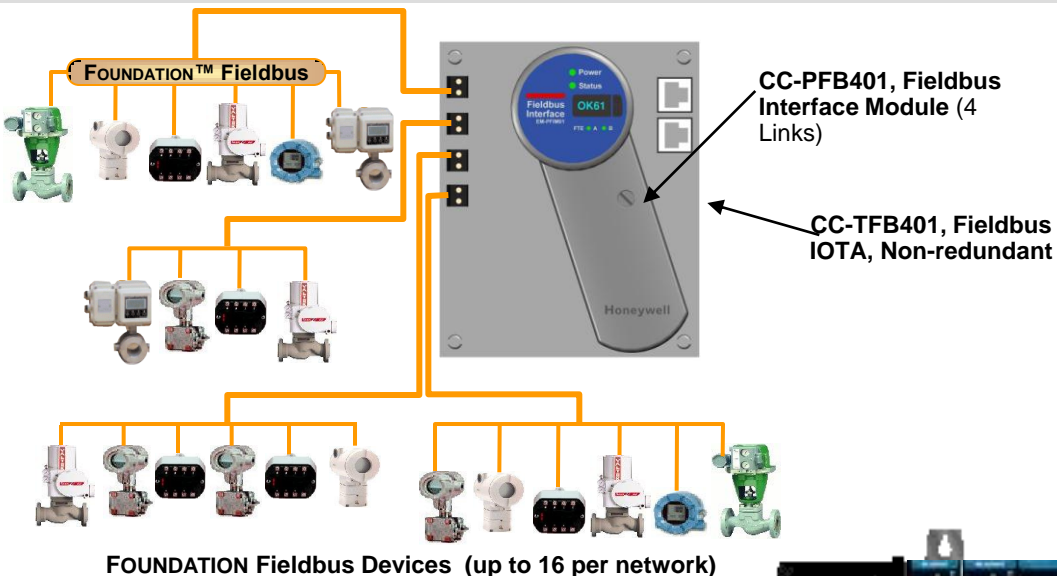 FOUNDATION™ Fieldbus
Power
Status
Fieldbus
Interface
OK61
FTE A B
Honeywell
CC-PFB401, Fieldbus
Interface Module (4
Links)
CC-TFB401, Fieldbus
IOTA, Non-redundant
FOUNDATION Fieldbus Devices (up to 16 per network)